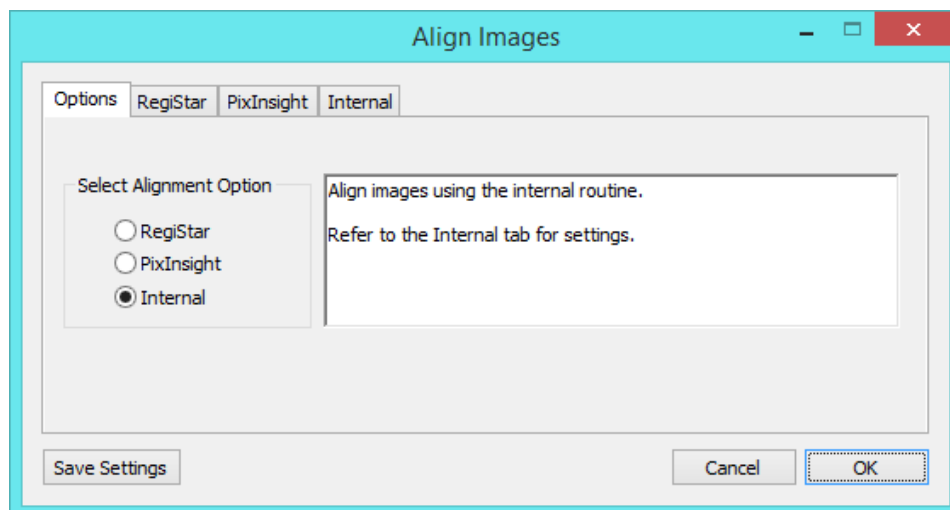 Align Images
Options RegiStar PixInsight Internal
Select Alignment Option
RegiStar
PixInsight
Internal
Align images using the internal routine.
Refer to the Internal tab for settings.
Save Settings Cancel OK